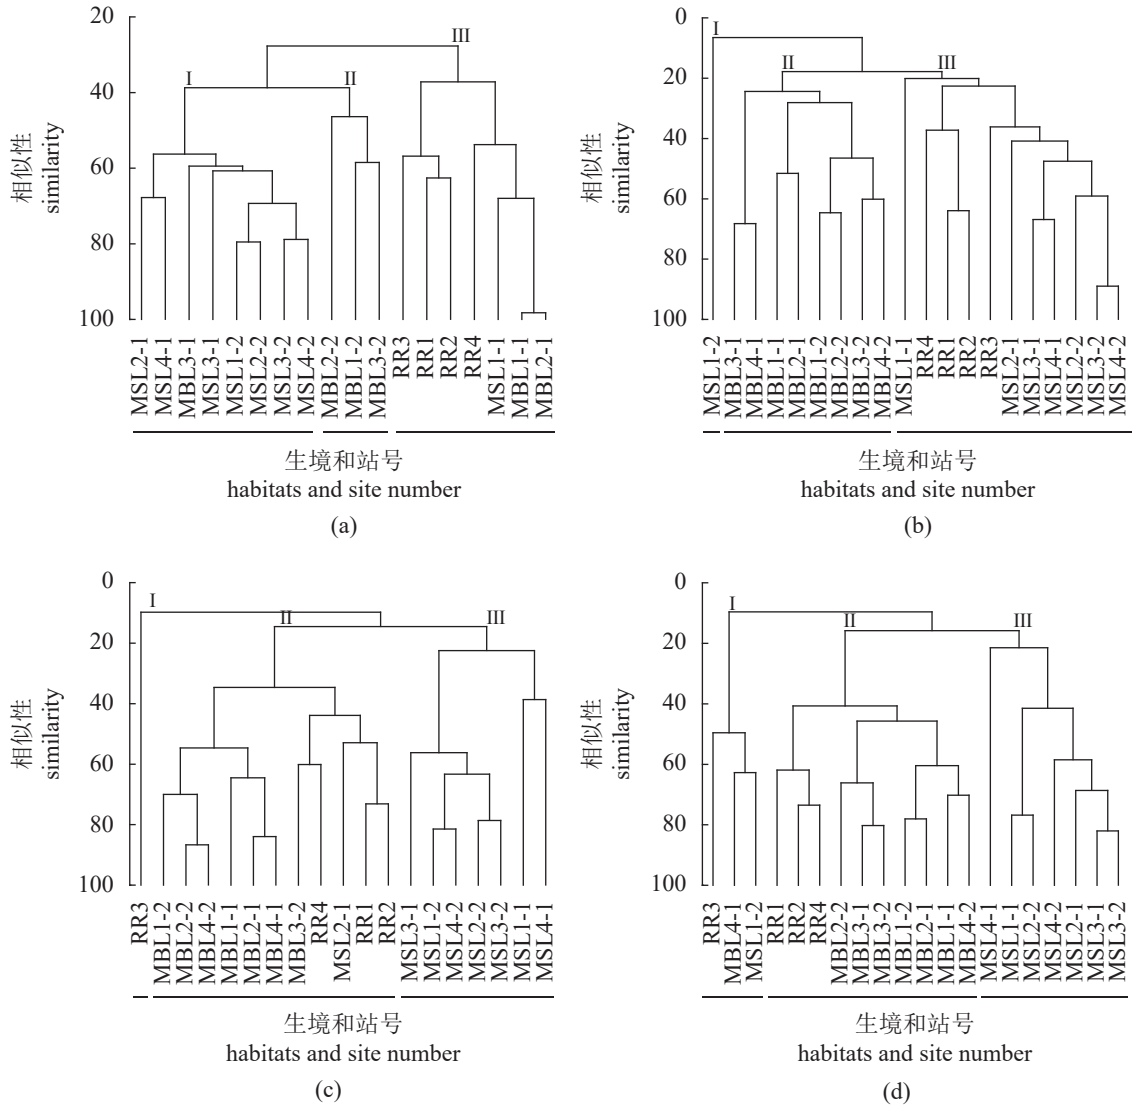 20
40
60
80
100
相似性
similarity
I
II
III
MSL2-1
MSL4-1
MBL3-1
MSL3-1
MSL1-2
MSL2-2
MSL3-2
MSL4-2
MBL2-2
MBL1-2
MBL3-2
RR3
RR1
RR2
RR4
MSL1-1
MBL1-1
MBL2-1
生境和站号
habitats and site number
(a)
0
20
40
60
80
100
相似性
similarity
I
II
III
MSL1-2
MBL3-1
MBL4-1
MBL1-1
MBL2-1
MBL1-2
MBL2-2
MBL3-2
MBL4-2
MSL1-1
RR4
RR1
RR2
RR3
MSL2-1
MSL3-1
MSL4-1
MSL2-2
MSL3-2
MSL4-2
生境和站号
habitats and site number
(b)
0
20
40
60
80
100
相似性
similarity
I
II
III
RR3
MBL1-2
MBL2-2
MBL4-2
MBL1-1
MBL2-1
MBL4-1
MBL3-2
RR4
MSL2-1
RR1
RR2
MSL3-1
MSL1-2
MSL4-2
MSL2-2
MSL3-2
MSL1-1
MSL4-1
生境和站号
habitats and site number
(c)
0
20
40
60
80
100
相似性
similarity
I
II
III
RR3
MBL4-1
MSL1-2
RR1
RR2
RR4
MBL2-2
MBL3-1
MBL3-2
MBL1-2
MBL2-1
MBL1-1
MBL4-2
MSL4-1
MSL1-1
MSL2-2
MSL4-2
MSL2-1
MSL3-1
MSL3-2
生境和站号
habitats and site number
(d)